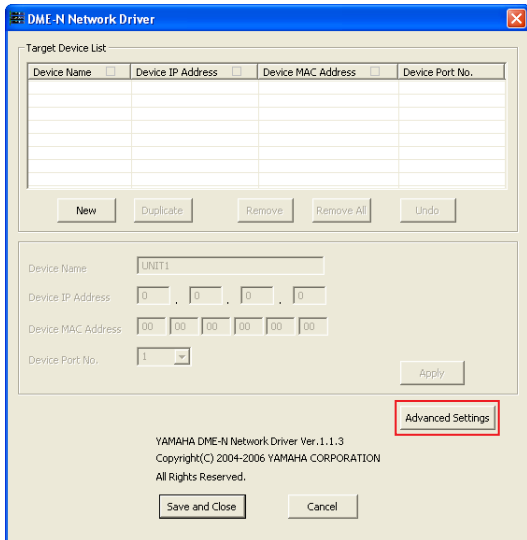 DME-N Network Driver
Target Device List
Device Name Device IP Address Device MAC Address Device Port No.
New Duplicate Remove Remove All Undo
Device Name UNIT1
Device IP Address 0 . 0 . 0 . 0
Device MAC Address 00 00 00 00 00 00
Device Port No. 1
Apply
Advanced Settings
YAMAHA DME-N Network Driver Ver.1.1.3
Copyright(C) 2004-2006 YAMAHA CORPORATION
All Rights Reserved.
Save and Close Cancel